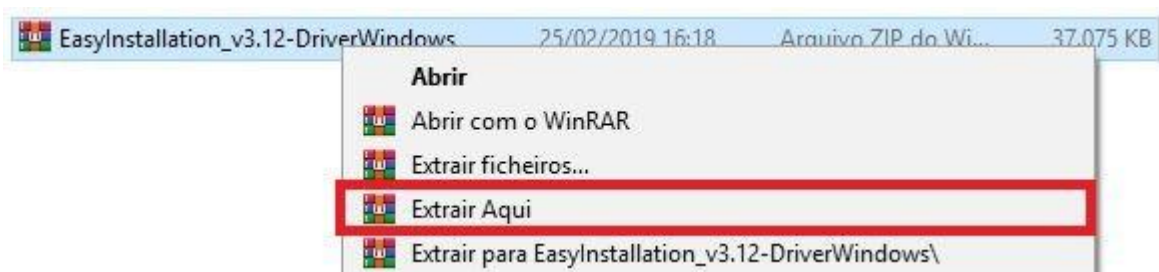 EasyInstallation_v3.12-DriverWindows 25/02/2019 16:18 Arquivo ZIP do Wi... 37.075 KB
Abrir
Abrir com o WinRAR
Extrair ficheiros...
Extrair Aqui
Extrair para EasyInstallation_v3.12-DriverWindows\